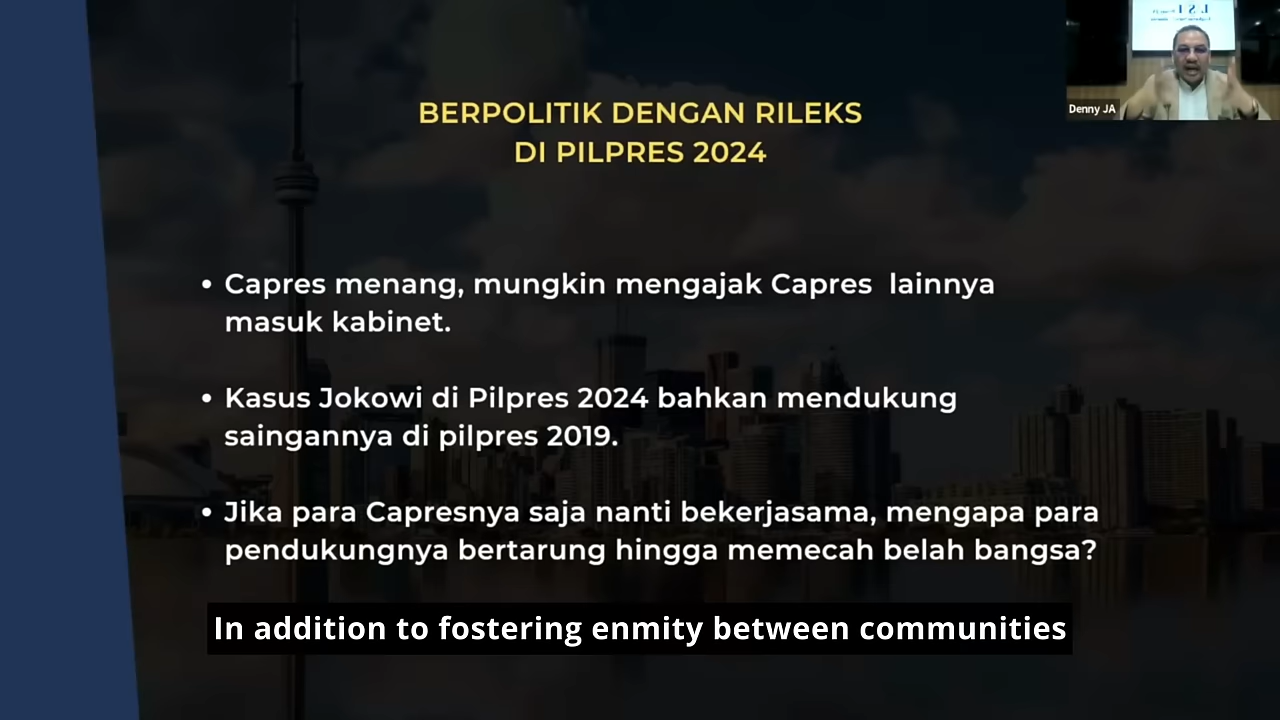 Denny JA
BERPOLITIK DENGAN RILEKS
DI PILPRES 2024
• Capres menang, mungkin mengajak Capres lainnya
masuk kabinet.
• Kasus Jokowi di Pilpres 2024 bahkan mendukung
saingannya di pilpres 2019.
• Jika para Capresnya saja nanti bekerjasama, mengapa para
pendukungnya bertarung hingga memecah belah bangsa?
In addition to fostering enmity between communities